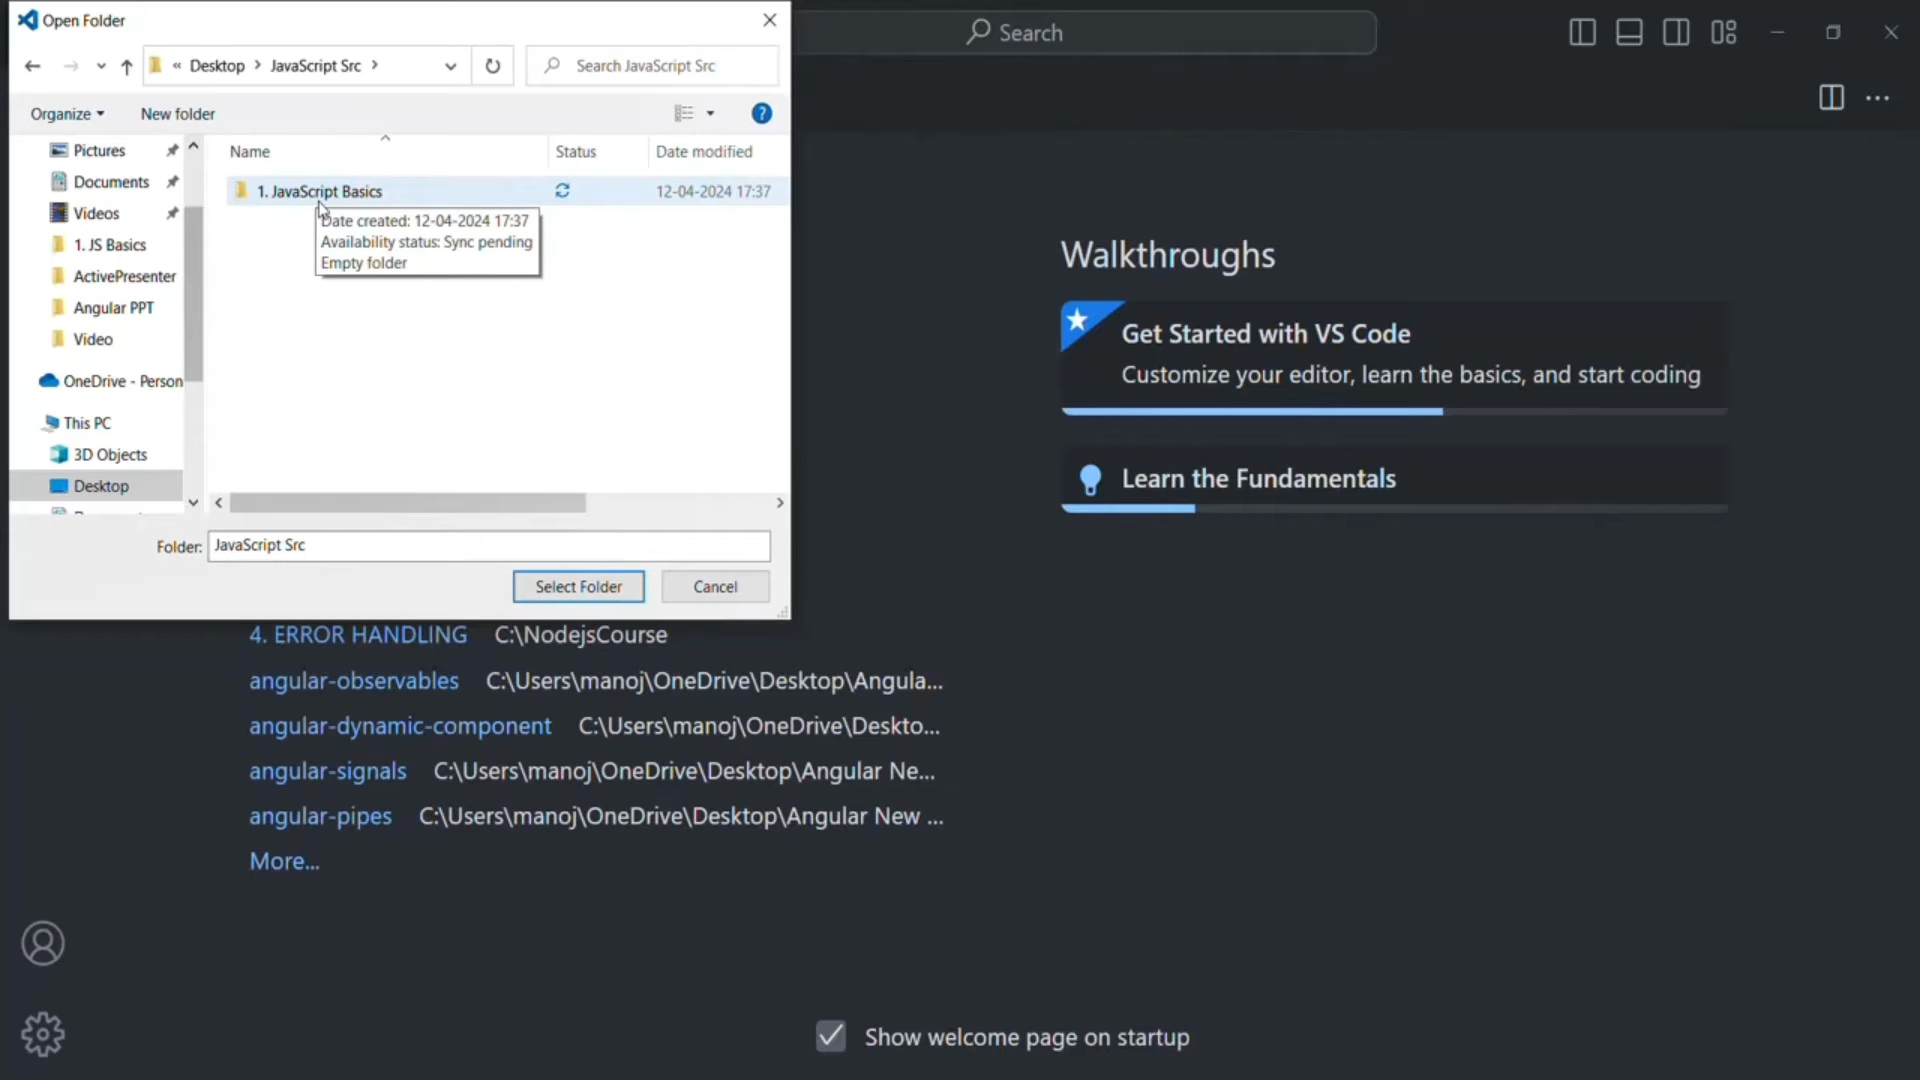 Open Folder
Search
« Desktop > JavaScript Src >
Search JavaScript Src
Organize
New folder
?
Name
Status
Date modified
1. JavaScript Basics
12-04-2024 17:37
Date created: 12-04-2024 17:37
Availability status: Sync pending
Empty folder
Pictures
Documents
Videos
1. JS Basics
ActivePresenter
Angular PPT
Video
OneDrive - Person
This PC
3D Objects
Desktop
Folder:
JavaScript Src
Select Folder
Cancel
Walkthroughs
Get Started with VS Code
Customize your editor, learn the basics, and start coding
Learn the Fundamentals
4. ERROR HANDLING C:\NodejsCourse
angular-observables C:\Users\manoj\OneDrive\Desktop\Angula...
angular-dynamic-component C:\Users\manoj\OneDrive\Deskto...
angular-signals C:\Users\manoj\OneDrive\Desktop\Angular Ne...
angular-pipes C:\Users\manoj\OneDrive\Desktop\Angular New ...
More...
Show welcome page on startup